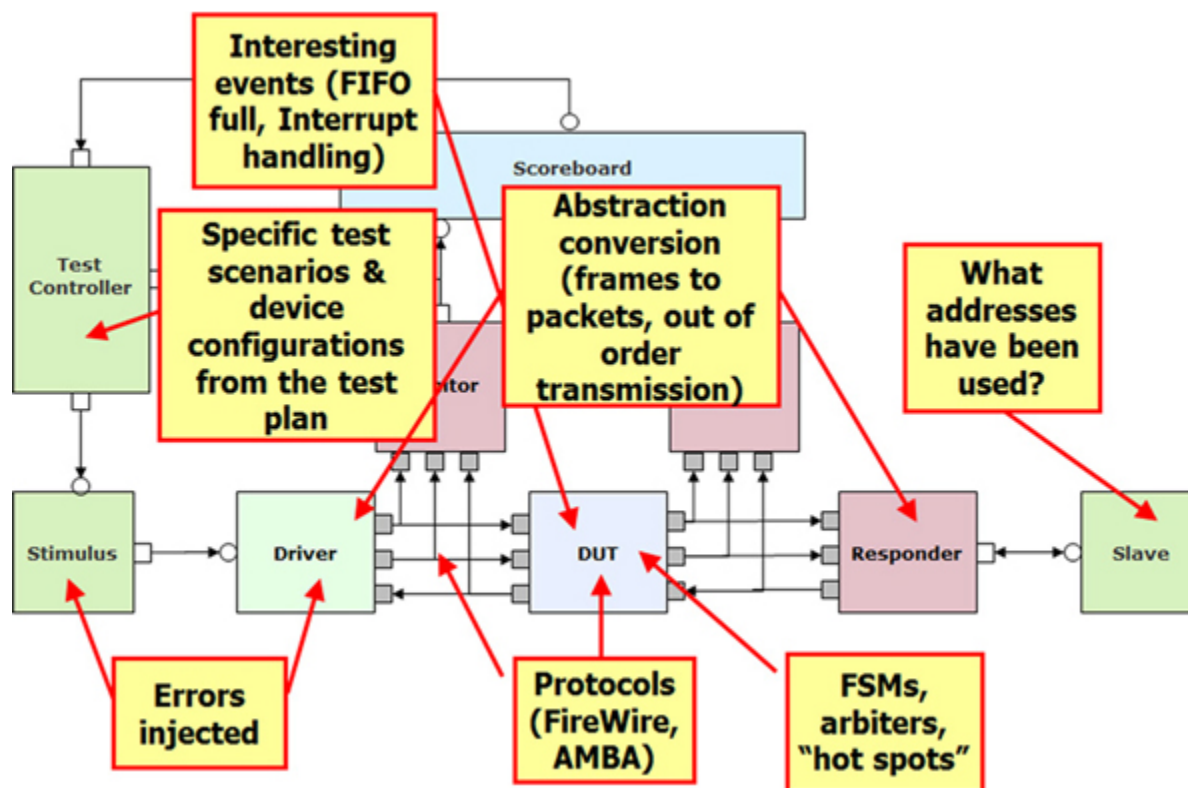 Interesting
events (FIFO
full, Interrupt
handling)
Scoreboard
Abstraction
conversion
(frames to
packets, out of
order
transmission)
Specific test
scenarios &
device
configurations
from the test
plan
What
addresses
have been
used?
Test
Controller
itor
Stimulus
Driver
DUT
Responder
Slave
Errors
injected
Protocols
(FireWire,
AMBA)
FSMs,
arbiters,
“hot spots”